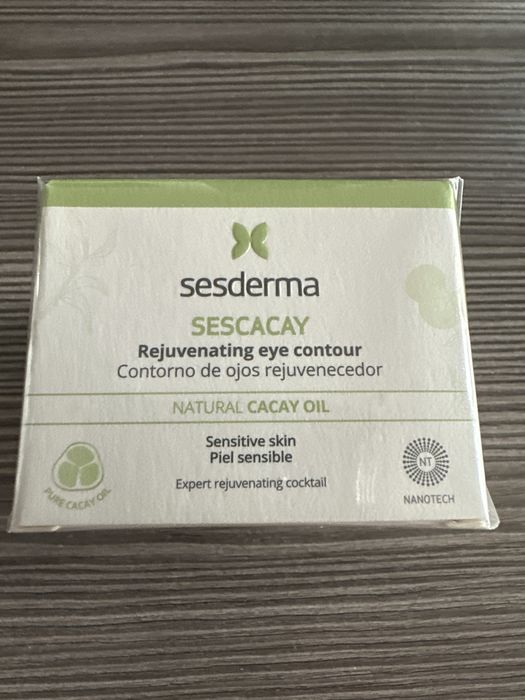 sesderma
SESCACAY
Rejuvenating eye contour
Contorno de ojos rejuvenecedor
NATURAL CACAY OIL
Sensitive skin
Piel sensible
Expert rejuvenating cocktail
PURE CACAY OIL
NT
NANOTECH